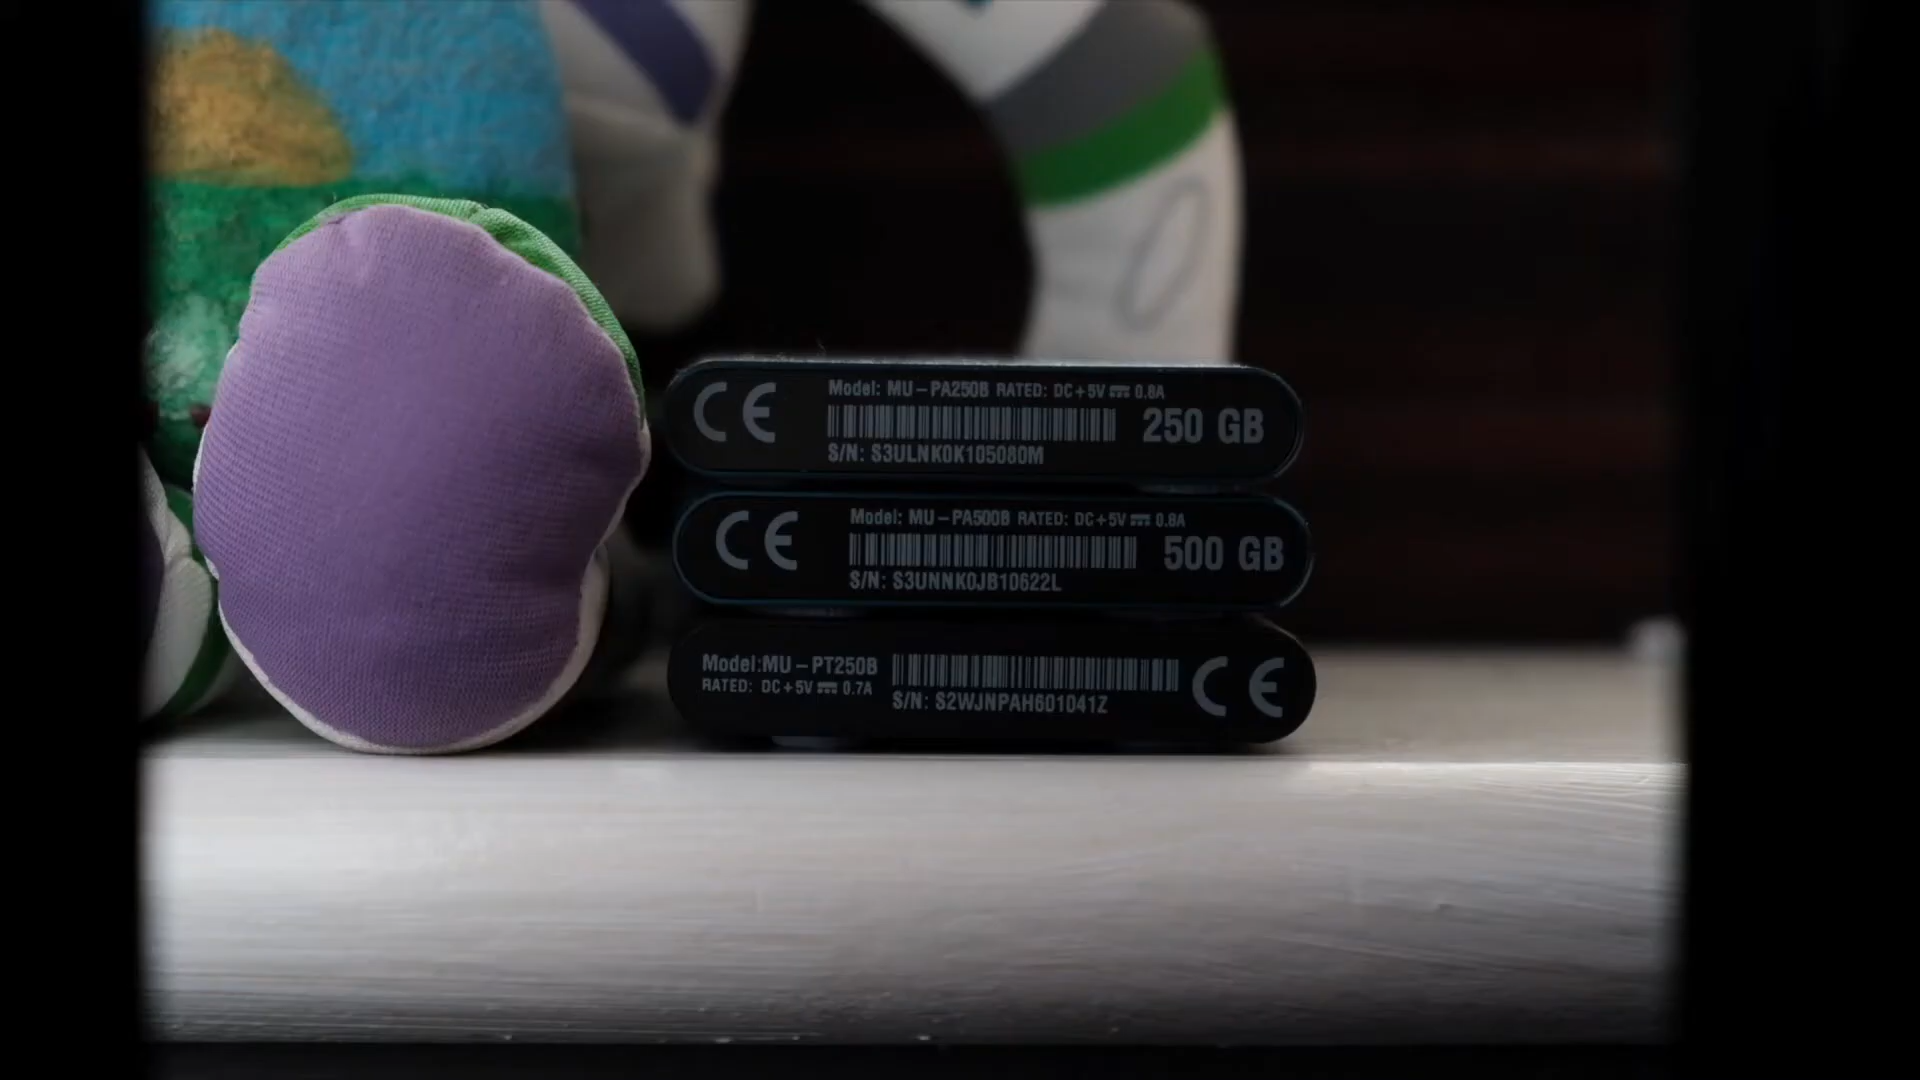 CE
Model: MU-PA250B RATED: DC+5V ⎓ 0.8A
250 GB
S/N: S3ULNK0K105080M
CE
Model: MU-PA500B RATED: DC+5V ⎓ 0.8A
500 GB
S/N: S3UNNK0JB10622L
Model:MU-PT250B
RATED: DC+5V ⎓ 0.7A
S/N: S2WJNPAH601041Z
CE